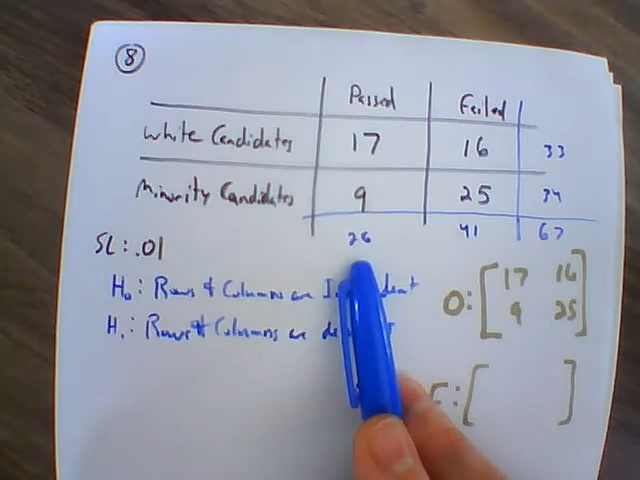 8
Passed Failed
White Candidates 17 16 33
Minority Candidates 9 25 34
26 41 67
SL: .01
H₀: Rows & Columns are
H₁: Rows & Columns are
O: [17 16
9 25]
E: [ ]